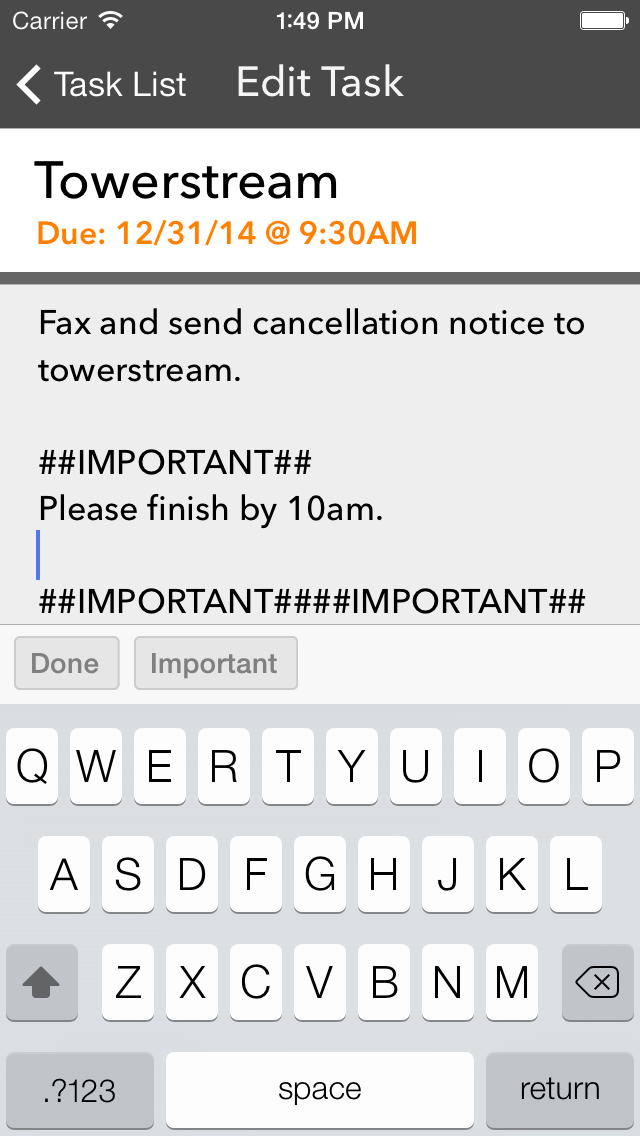 Carrier 1:49 PM
Task List Edit Task
Towerstream
Due: 12/31/14 @ 9:30AM
Fax and send cancellation notice to
towerstream.
##IMPORTANT##
Please finish by 10am.
##IMPORTANT####IMPORTANT##
Done Important
Q W E R T Y U I O P
A S D F G H J K L
Z X C V B N M
.?123 space return